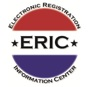 ELECTRONIC REGISTRATION
ERIC
INFORMATION CENTER